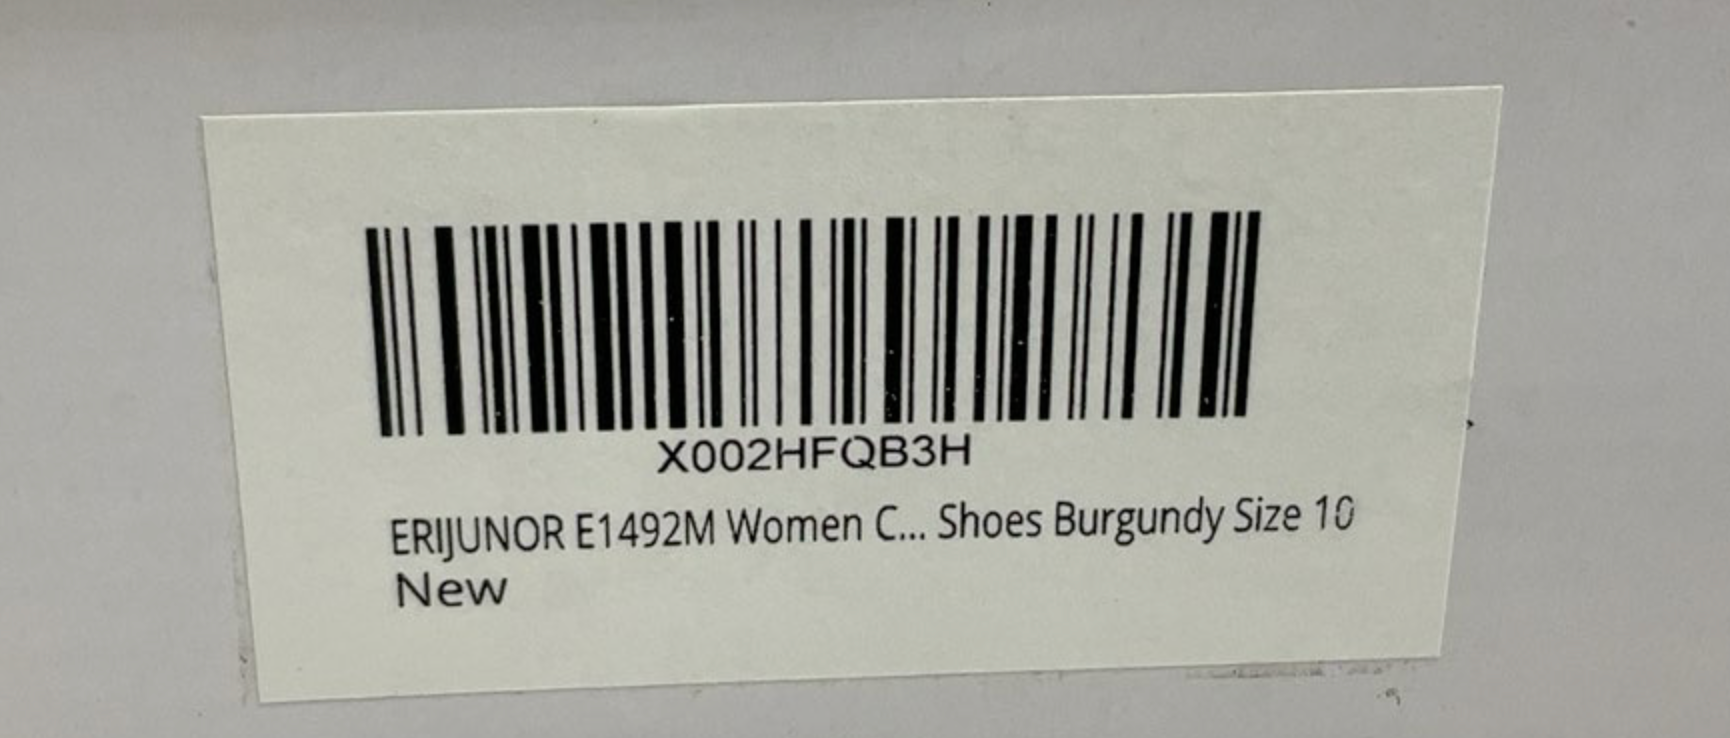 X002HFQB3H
ERIJUNOR E1492M Women C... Shoes Burgundy Size 10
New